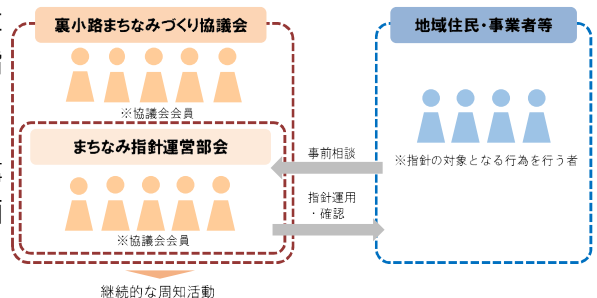 裏小路まちなみづくり協議会
※協議会会員
まちなみ指針運営部会
※協議会会員
地域住民・事業者等
※指針の対象となる行為を行う者
事前相談
指針運用
・確認
継続的な周知活動